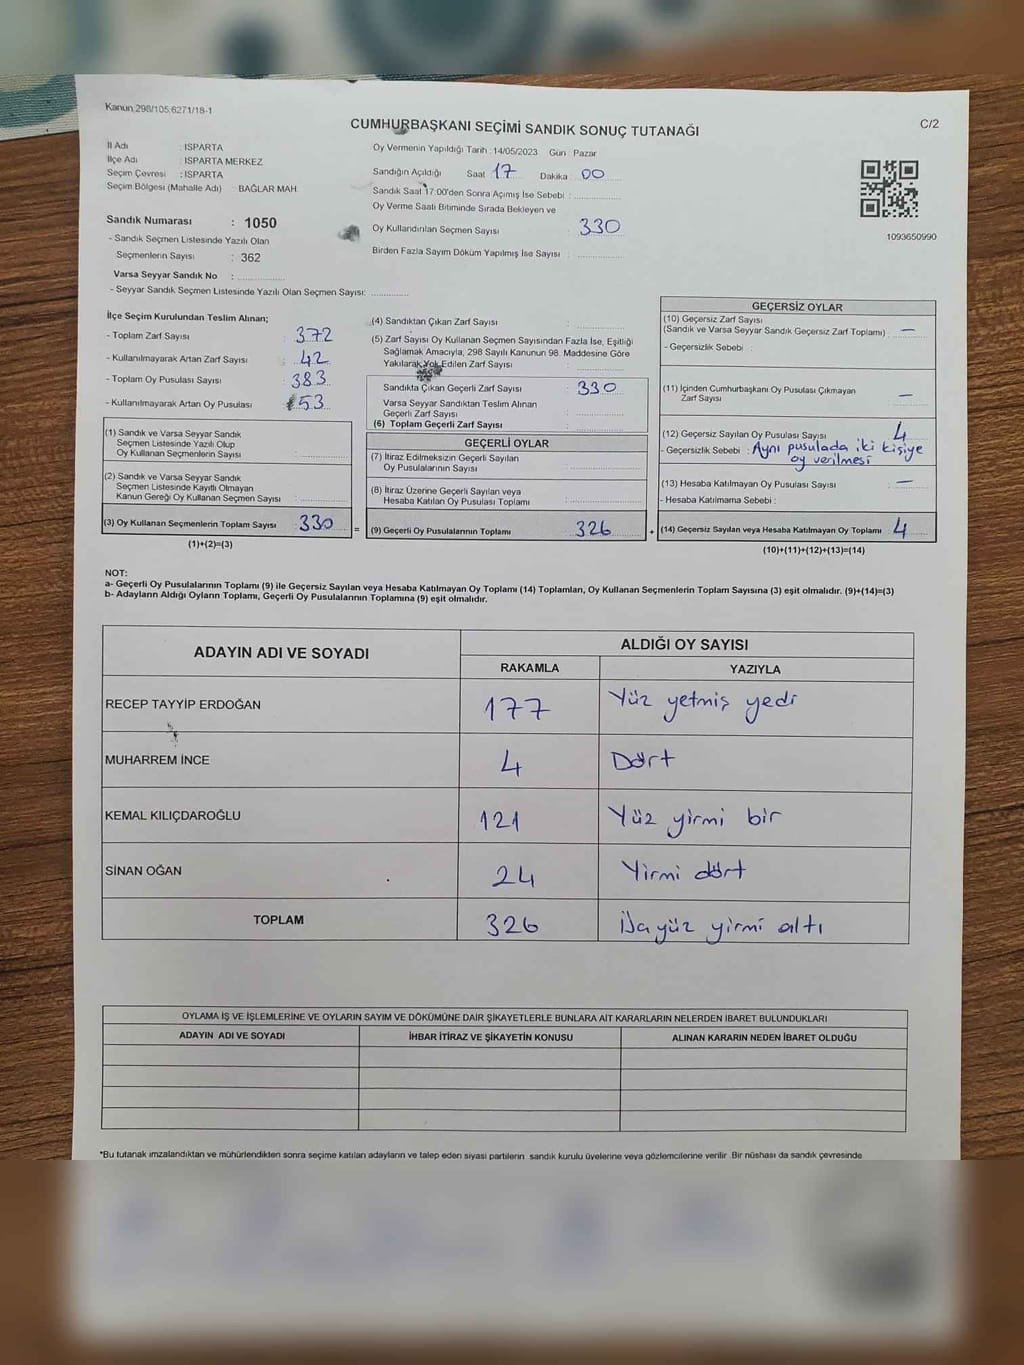 Kanun:298/105;6271/18-1
C/2
CUMHURBAŞKANI SEÇİMİ SANDIK SONUÇ TUTANAĞI
İl Adı : ISPARTA
İlçe Adı : ISPARTA MERKEZ
Seçim Çevresi : ISPARTA
Seçim Bölgesi (Mahalle Adı) : BAĞLAR MAH.
Sandık Numarası : 1050
- Sandık Seçmen Listesinde Yazılı Olan
Seçmenlerin Sayısı : 362
Varsa Seyyar Sandık No :
- Seyyar Sandık Seçmen Listesinde Yazılı Olan Seçmen Sayısı:
Oy Vermenin Yapıldığı Tarih : 14/05/2023 Gün : Pazar
Sandığın Açıldığı Saat 17 Dakika : 00
Sandık Saat 17:00'den Sonra Açımış İse Sebebi :
Oy Verme Saati Bitiminde Sırada Bekleyen ve
Oy Kullandırılan Seçmen Sayısı : 330
Birden Fazla Sayım Döküm Yapılmış İse Sayısı :
1093650990
İlçe Seçim Kurulundan Teslim Alınan;
- Toplam Zarf Sayısı : 372
- Kullanılmayarak Artan Zarf Sayısı : 42
- Toplam Oy Pusulası Sayısı : 383
- Kullanılmayarak Artan Oy Pusulası : 53
(1) Sandık ve Varsa Seyyar Sandık
Seçmen Listesinde Yazılı Olup
Oy Kullanan Seçmenlerin Sayısı :
(2) Sandık ve Varsa Seyyar Sandık
Seçmen Listesinde Kayıtlı Olmayan
Kanun Gereği Oy Kullanan Seçmen Sayısı :
(3) Oy Kullanan Seçmenlerin Toplam Sayısı : 330
(1)+(2)=(3)
=
(4) Sandıktan Çıkan Zarf Sayısı :
(5) Zarf Sayısı Oy Kullanan Seçmen Sayısından Fazla İse, Eşitliği
Sağlamak Amacıyla, 298 Sayılı Kanunun 98. Maddesine Göre
Yakılarak Yok Edilen Zarf Sayısı :
Sandıkta Çıkan Geçerli Zarf Sayısı : 330
Varsa Seyyar Sandıktan Teslim Alınan
Geçerli Zarf Sayısı :
(6) Toplam Geçerli Zarf Sayısı :
GEÇERLİ OYLAR
(7) İtiraz Edilmeksizin Geçerli Sayılan
Oy Pusulalarının Sayısı :
(8) İtiraz Üzerine Geçerli Sayılan veya
Hesaba Katılan Oy Pusulası Toplamı :
(9) Geçerli Oy Pusulalarının Toplamı : 326
+
GEÇERSİZ OYLAR
(10) Geçersiz Zarf Sayısı
(Sandık ve Varsa Seyyar Sandık Geçersiz Zarf Toplamı) : —
- Geçersizlik Sebebi :
(11) İçinden Cumhurbaşkanı Oy Pusulası Çıkmayan
Zarf Sayısı : —
(12) Geçersiz Sayılan Oy Pusulası Sayısı : 4
- Geçersizlik Sebebi : Aynı pusulada iki kişiye
oy verilmesi
(13) Hesaba Katılmayan Oy Pusulası Sayısı : —
- Hesaba Katılmama Sebebi :
(14) Geçersiz Sayılan veya Hesaba Katılmayan Oy Toplamı : 4
(10)+(11)+(12)+(13)=(14)
NOT:
a- Geçerli Oy Pusulalarının Toplamı (9) ile Geçersiz Sayılan veya Hesaba Katılmayan Oy Toplamı (14) Toplamları, Oy Kullanan Seçmenlerin Toplam Sayısına (3) eşit olmalıdır. (9)+(14)=(3)
b- Adayların Aldığı Oyların Toplamı, Geçerli Oy Pusulalarının Toplamına (9) eşit olmalıdır.
ADAYIN ADI VE SOYADI ALDIĞI OY SAYISI
RAKAMLA YAZIYLA
RECEP TAYYİP ERDOĞAN 177 Yüz yetmiş yedi
MUHARREM İNCE 4 Dört
KEMAL KILIÇDAROĞLU 121 Yüz yirmi bir
SİNAN OĞAN 24 Yirmi dört
TOPLAM 326 yüz yirmi altı
OYLAMA İŞ VE İŞLEMLERİNE VE OYLARIN SAYIM VE DÖKÜMÜNE DAİR ŞİKAYETLERLE BUNLARA AİT KARARLARIN NELERDEN İBARET BULUNDUKLARI
ADAYIN ADI VE SOYADI İHBAR İTİRAZ VE ŞİKAYETİN KONUSU ALINAN KARARIN NEDEN İBARET OLDUĞU
*Bu tutanak imzalandıktan ve mühürlendikten sonra seçime katılan adayların ve talep eden siyasi partilerin sandık kurulu üyelerine veya gözlemcilerine verilir. Bir nüshası da sandık çevresinde